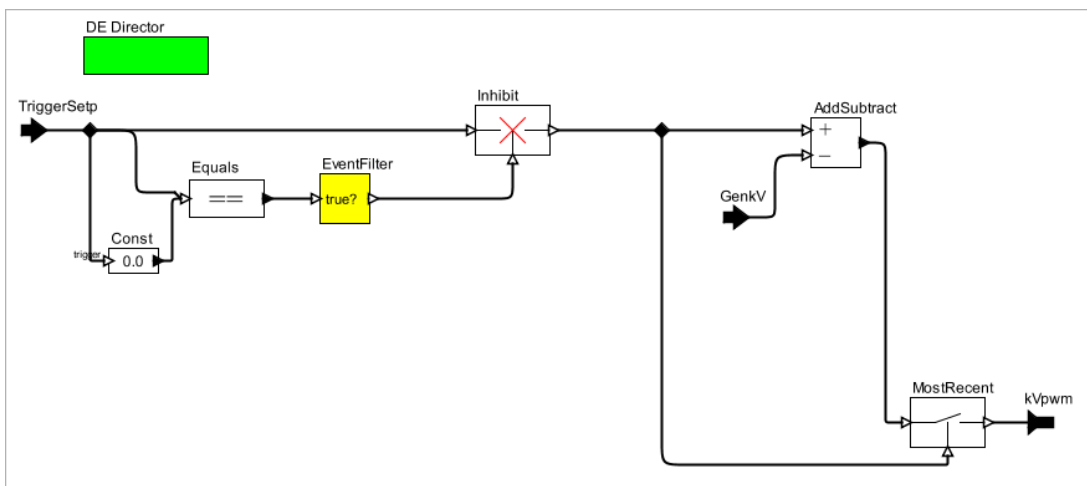 DE Director
TriggerSetp
Inhibit
AddSubtract
+
−
Equals
==
EventFilter
true?
GenkV
Const
trigger
0.0
MostRecent
kVpwm